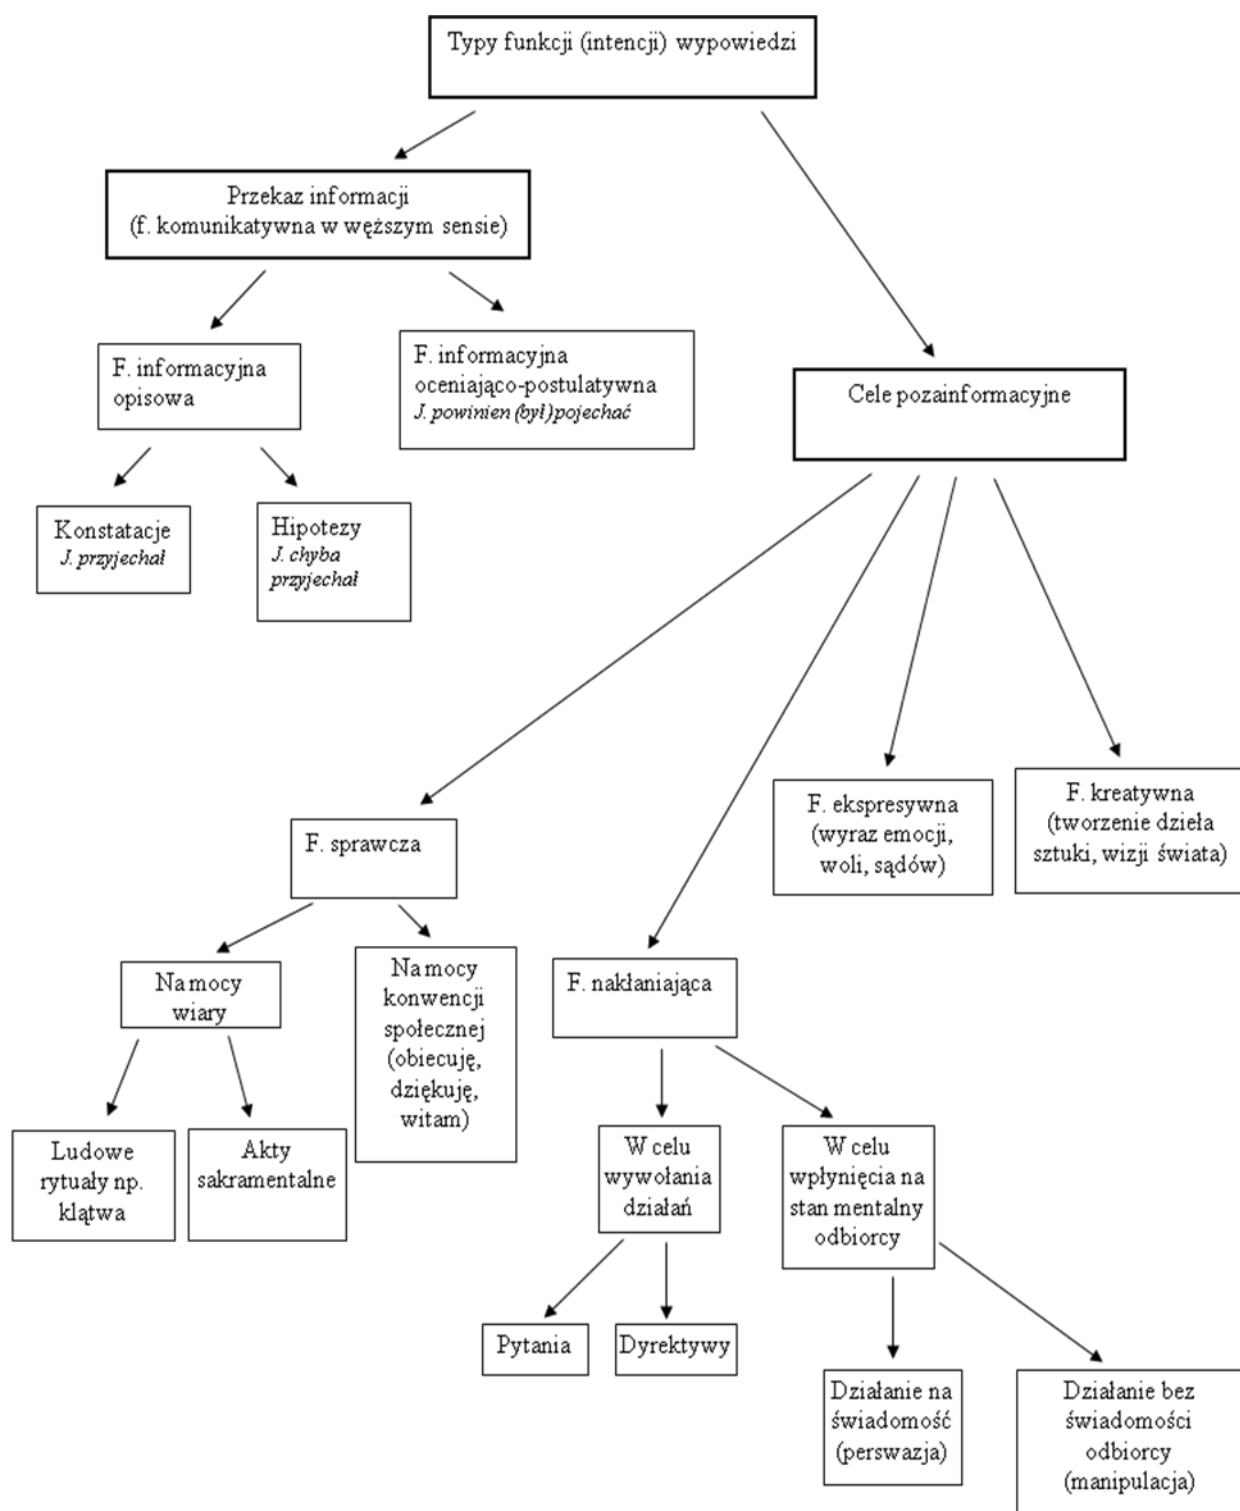 Typy funkcji (intencji) wypowiedzi
Przekaz informacji
(f. komunikatywna w węższym sensie)
F. informacyjna
opisowa
F. informacyjna
oceniająco-postulatywna
J. powinien (był) pojechać
Cele pozainformacyjne
Konstatacje
J. przyjechał
Hipotezy
J. chyba
przyjechał
F. sprawcza
F. ekspresywna
(wyraz emocji,
woli, sądów)
F. kreatywna
(tworzenie dzieła
sztuki, wizji świata)
Na mocy
wiary
Na mocy
konwencji
społecznej
(obiecuję,
dziękuję,
witam)
F. nakłaniająca
Ludowe
rytuały np.
klątwa
Akty
sakramentalne
W celu
wywołania
działań
W celu
wpłynięcia na
stan mentalny
odbiorcy
Pytania
Dyrektywy
Działanie na
świadomość
(perswazja)
Działanie bez
świadomości
odbiorcy
(manipulacja)